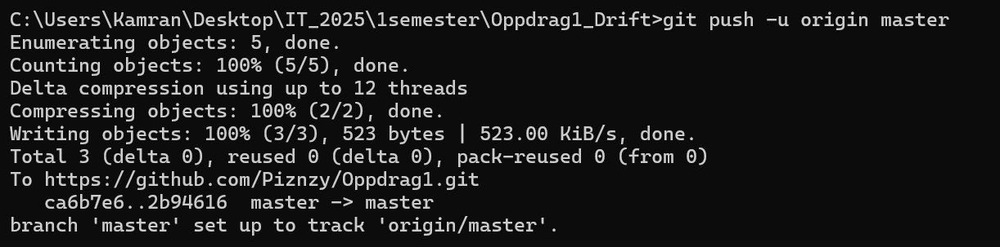 C:\Users\Kamran\Desktop\IT_2025\1semester\Oppdrag1_Drift>git push -u origin master
Enumerating objects: 5, done.
Counting objects: 100% (5/5), done.
Delta compression using up to 12 threads
Compressing objects: 100% (2/2), done.
Writing objects: 100% (3/3), 523 bytes | 523.00 KiB/s, done.
Total 3 (delta 0), reused 0 (delta 0), pack-reused 0 (from 0)
To https://github.com/Piznzy/Oppdrag1.git
   ca6b7e6..2b94616  master -> master
branch 'master' set up to track 'origin/master'.